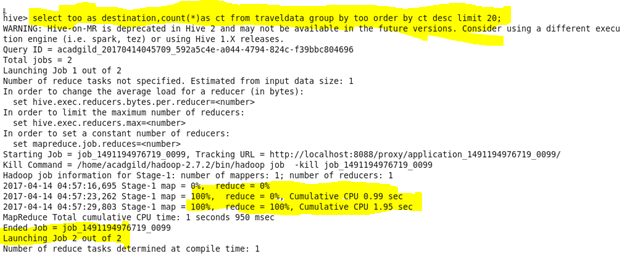 hive> select too as destination,count(*)as ct from traveldata group by too order by ct desc limit 20;
WARNING: Hive-on-MR is deprecated in Hive 2 and may not be available in the future versions. Consider using a different execu
tion engine (i.e. spark, tez) or using Hive 1.X releases.
Query ID = acadgild_20170414045709_592a5c4e-a044-4794-824c-f39bbc804696
Total jobs = 2
Launching Job 1 out of 2
Number of reduce tasks not specified. Estimated from input data size: 1
In order to change the average load for a reducer (in bytes):
  set hive.exec.reducers.bytes.per.reducer=<number>
In order to limit the maximum number of reducers:
  set hive.exec.reducers.max=<number>
In order to set a constant number of reducers:
  set mapreduce.job.reduces=<number>
Starting Job = job_1491194976719_0099, Tracking URL = http://localhost:8088/proxy/application_1491194976719_0099/
Kill Command = /home/acadgild/hadoop-2.7.2/bin/hadoop job  -kill job_1491194976719_0099
Hadoop job information for Stage-1: number of mappers: 1; number of reducers: 1
2017-04-14 04:57:16,695 Stage-1 map = 0%,  reduce = 0%
2017-04-14 04:57:23,262 Stage-1 map = 100%,  reduce = 0%, Cumulative CPU 0.99 sec
2017-04-14 04:57:29,803 Stage-1 map = 100%,  reduce = 100%, Cumulative CPU 1.95 sec
MapReduce Total cumulative CPU time: 1 seconds 950 msec
Ended Job = job_1491194976719_0099
Launching Job 2 out of 2
Number of reduce tasks determined at compile time: 1